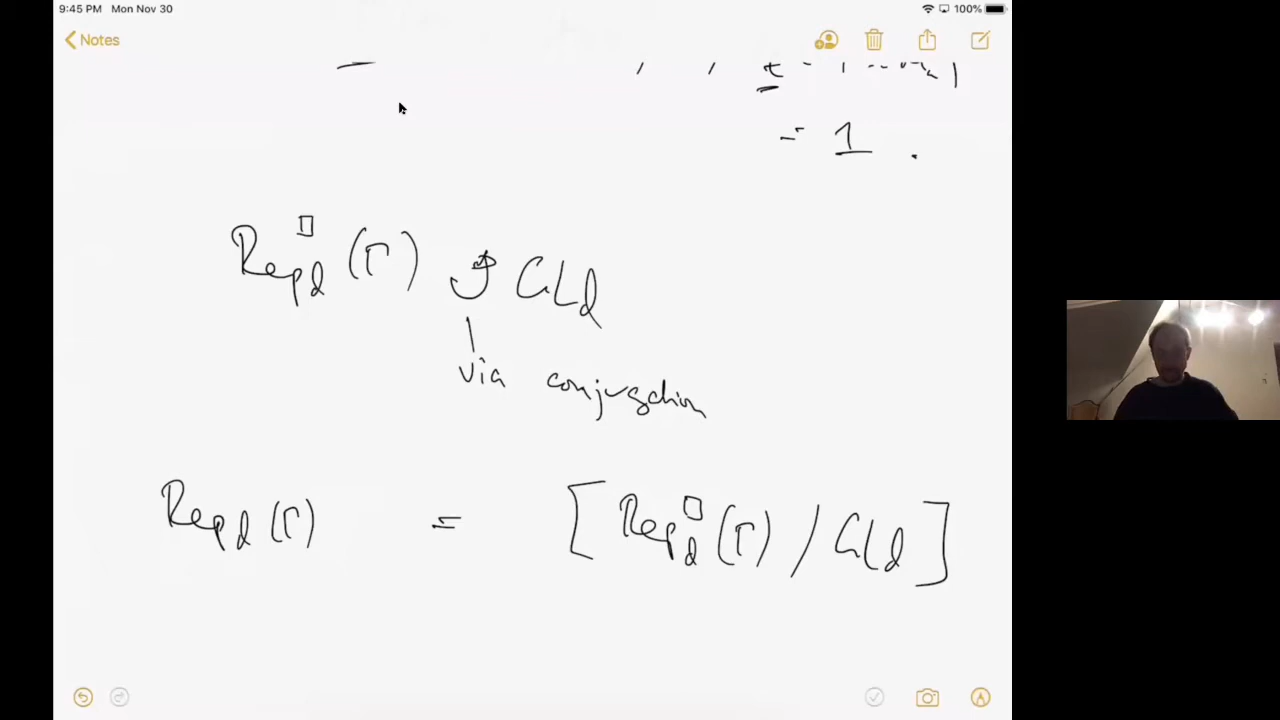 9:45 PM Mon Nov 30
100%
Notes
= 1 .
Rep_d^□ (Γ) ↺ GL_d
via conjugation
Rep_d (Γ) = [ Rep_d^□ (Γ) / GL_d ]